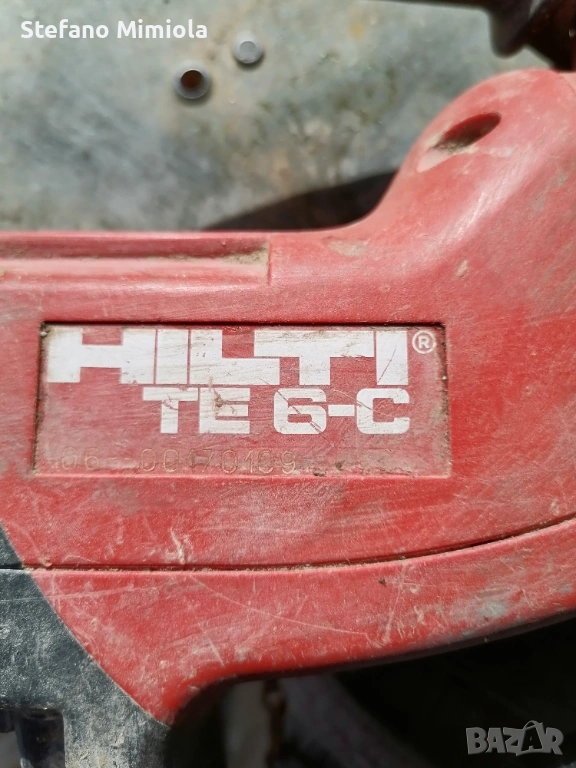 Stefano Mimiola
HILTI®
TE 6-C
BAZAR